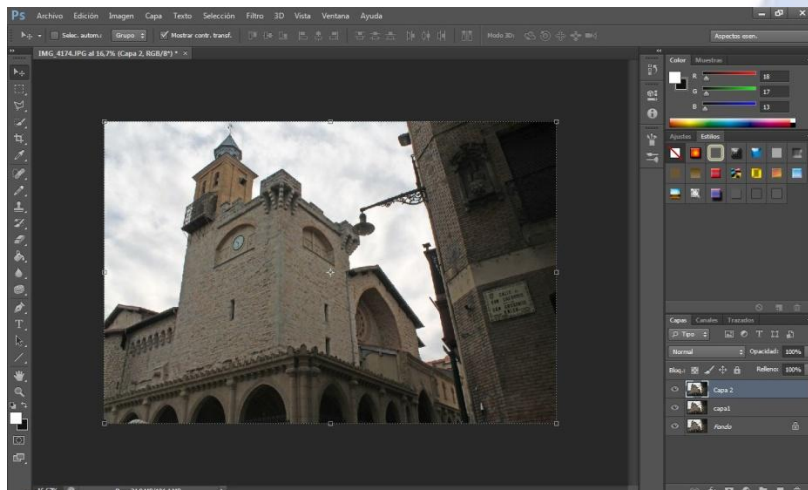 Ps Archivo Edición Imagen Capa Texto Selección Filtro 3D Vista Ventana Ayuda
Selec. autom.: Grupo Mostrar contr. transf. Modo 3D: Aspectos esen.
IMG_4174.JPG al 16,7% (Capa 2, RGB/8*) * ×
Color Muestras
R 18
G 17
B 13
Ajustes Estilos
Capas Canales Trazados
Tipo
Normal Opacidad: 100%
Bloq.: Relleno: 100%
Capa 2
capa1
Fondo